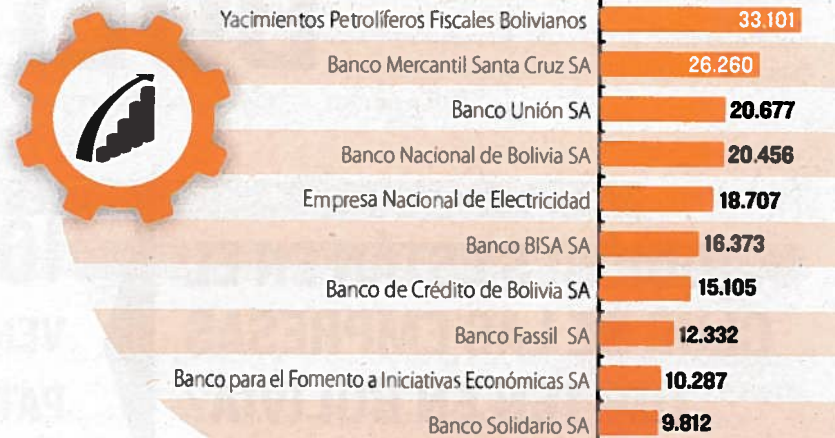 Yacimientos Petrolíferos Fiscales Bolivianos 33.101
Banco Mercantil Santa Cruz SA 26.260
Banco Unión SA 20.677
Banco Nacional de Bolivia SA 20.456
Empresa Nacional de Electricidad 18.707
Banco BISA SA 16.373
Banco de Crédito de Bolivia SA 15.105
Banco Fassil SA 12.332
Banco para el Fomento a Iniciativas Económicas SA 10.287
Banco Solidario SA 9.812